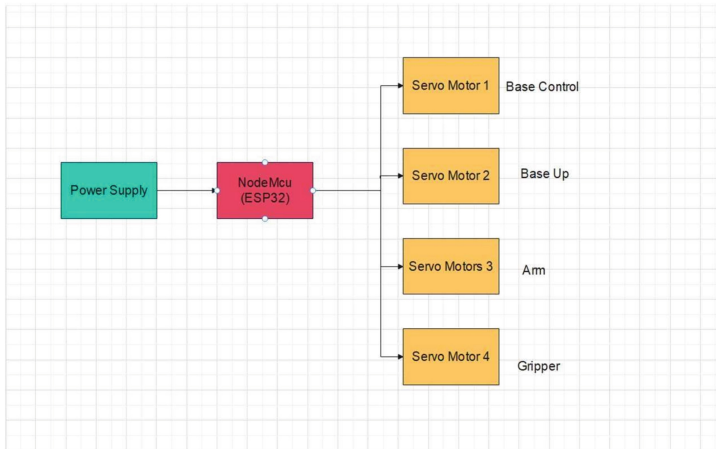 Servo Motor 1
Base Control
Power Supply
NodeMcu
(ESP32)
Servo Motor 2
Base Up
Servo Motors 3
Arm
Servo Motor 4
Gripper